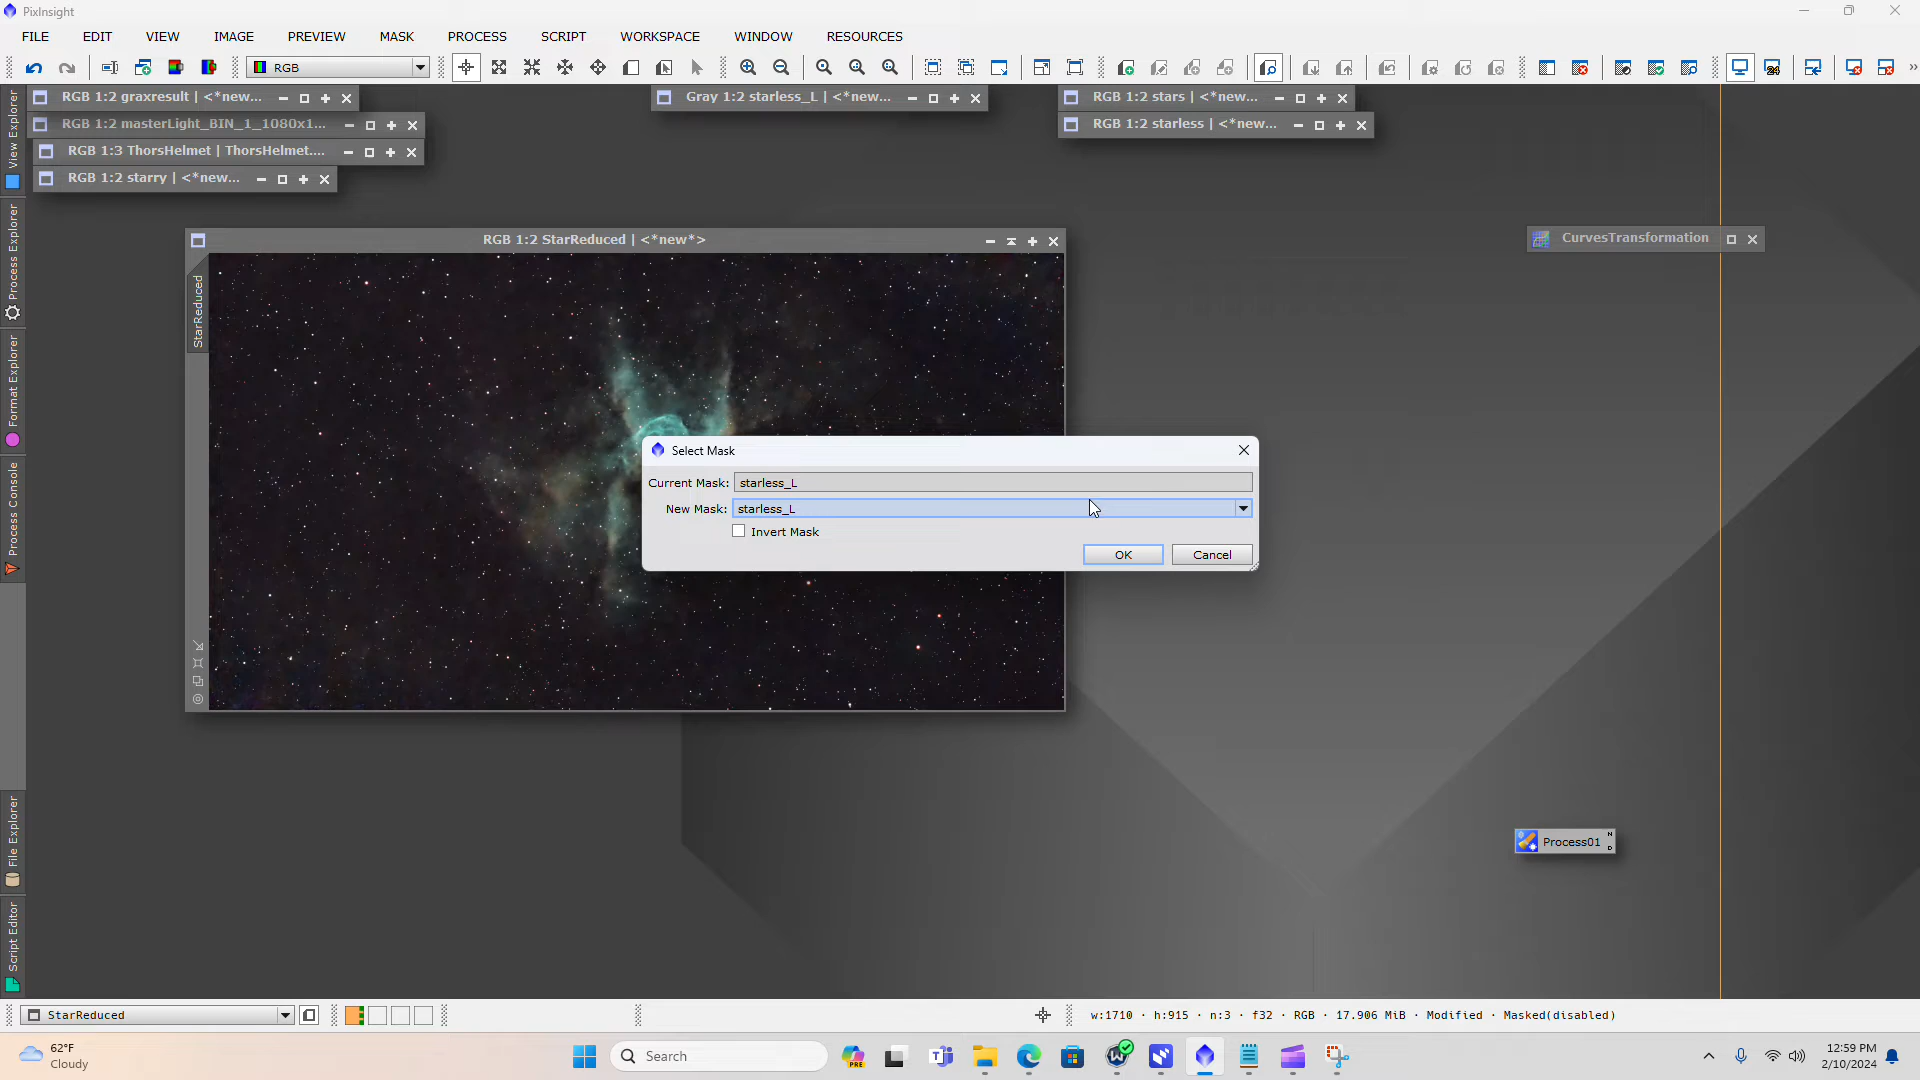 PixInsight
FILE EDIT VIEW IMAGE PREVIEW MASK PROCESS SCRIPT WORKSPACE WINDOW RESOURCES
RGB
24
RGB 1:2 graxresult | <*new...
Gray 1:2 starless_L | <*new...
RGB 1:2 stars | <*new...
RGB 1:2 masterLight_BIN_1_1080x1...
RGB 1:2 starless | <*new...
RGB 1:3 ThorsHelmet | ThorsHelmet....
RGB 1:2 starry | <*new...
View Explorer
Process Explorer
Format Explorer
Process Console
File Explorer
Script Editor
RGB 1:2 StarReduced | <*new*>
StarReduced
CurvesTransformation
Select Mask
Current Mask: starless_L
New Mask: starless_L
Invert Mask
OK Cancel
Process01
N
D
StarReduced
w:1710 · h:915 · n:3 · f32 · RGB · 17.906 MiB · Modified · Masked(disabled)
62°F
Cloudy
Search
PRE
12:59 PM
2/10/2024